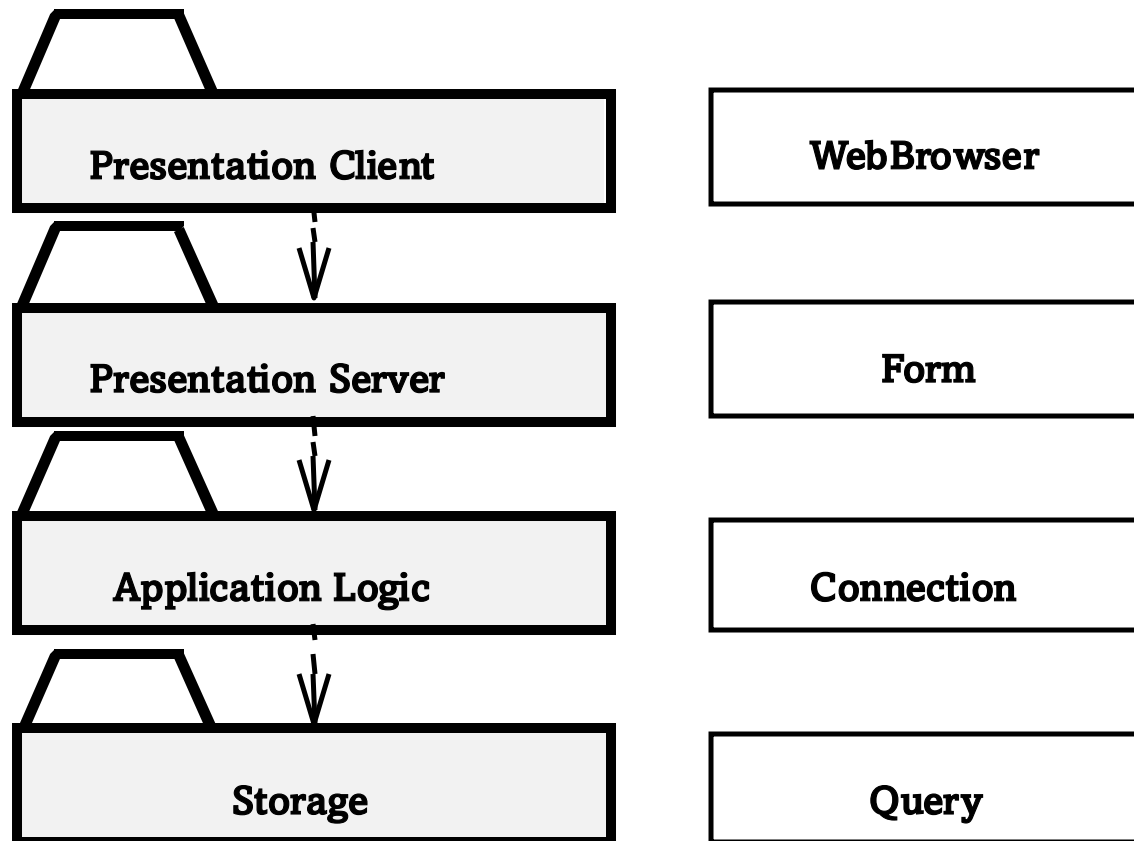 Presentation Client
WebBrowser
Presentation Server
Form
Application Logic
Connection
Storage
Query